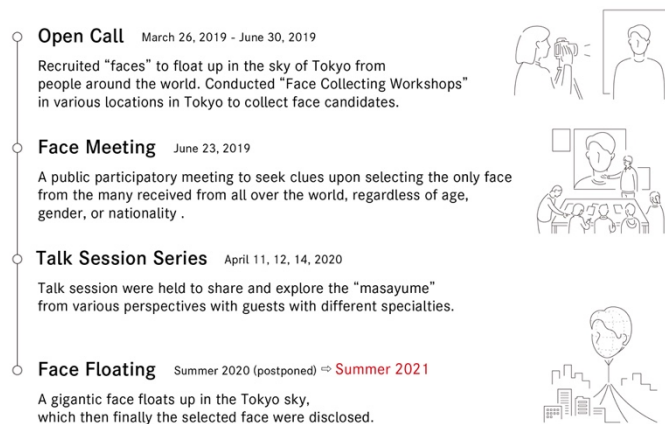 Open Call March 26, 2019 - June 30, 2019
Recruited “faces” to float up in the sky of Tokyo from
people around the world. Conducted “Face Collecting Workshops”
in various locations in Tokyo to collect face candidates.
Face Meeting June 23, 2019
A public participatory meeting to seek clues upon selecting the only face
from the many received from all over the world, regardless of age,
gender, or nationality .
Talk Session Series April 11, 12, 14, 2020
Talk session were held to share and explore the “masayume”
from various perspectives with guests with different specialties.
Face Floating Summer 2020 (postponed) ⇨ Summer 2021
A gigantic face floats up in the Tokyo sky,
which then finally the selected face were disclosed.